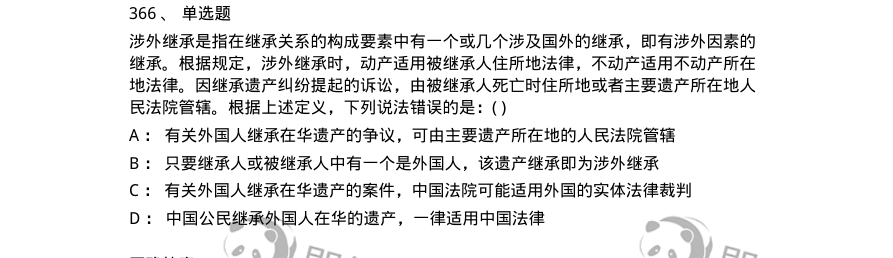 366 、 单选题
涉外继承是指在继承关系的构成要素中有一个或几个涉及国外的继承，即有涉外因素的
继承。根据规定，涉外继承时，动产适用被继承人住所地法律，不动产适用不动产所在
地法律。因继承遗产纠纷提起的诉讼，由被继承人死亡时住所地或者主要遗产所在地人
民法院管辖。根据上述定义，下列说法错误的是：( )
A： 有关外国人继承在华遗产的争议，可由主要遗产所在地的人民法院管辖
B： 只要继承人或被继承人中有一个是外国人，该遗产继承即为涉外继承
C： 有关外国人继承在华遗产的案件，中国法院可能适用外国的实体法律裁判
D： 中国公民继承外国人在华的遗产，一律适用中国法律